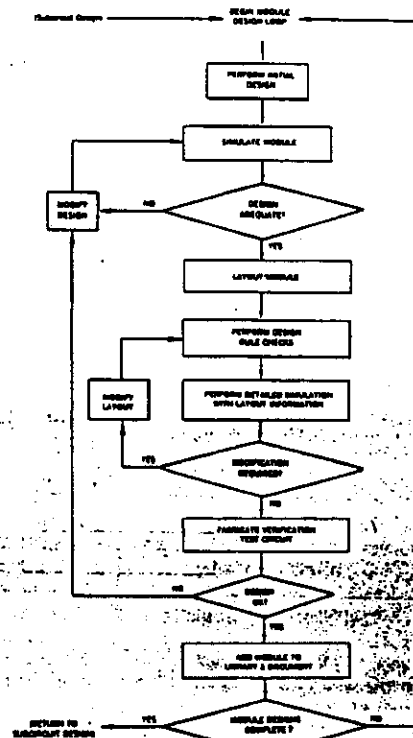 BEGIN MODULE
DESIGN LOOP
PERFORM INITIAL
DESIGN
SIMULATE MODULE
MODIFY
DESIGN
NO
DESIGN
ADEQUATE?
YES
LAYOUT MODULE
PERFORM DESIGN
RULE CHECKS
MODIFY
LAYOUT
PERFORM DETAILED SIMULATION
WITH LAYOUT INFORMATION
YES
MODIFICATION
REQUIRED?
NO
FABRICATE VERIFICATION
TEST CIRCUIT
NO
DESIGN
OK?
YES
ADD MODULE TO
LIBRARY & DOCUMENT
RETURN TO
SUBCIRCUIT DESIGN
YES
MODULE DESIGNS
COMPLETE?
NO